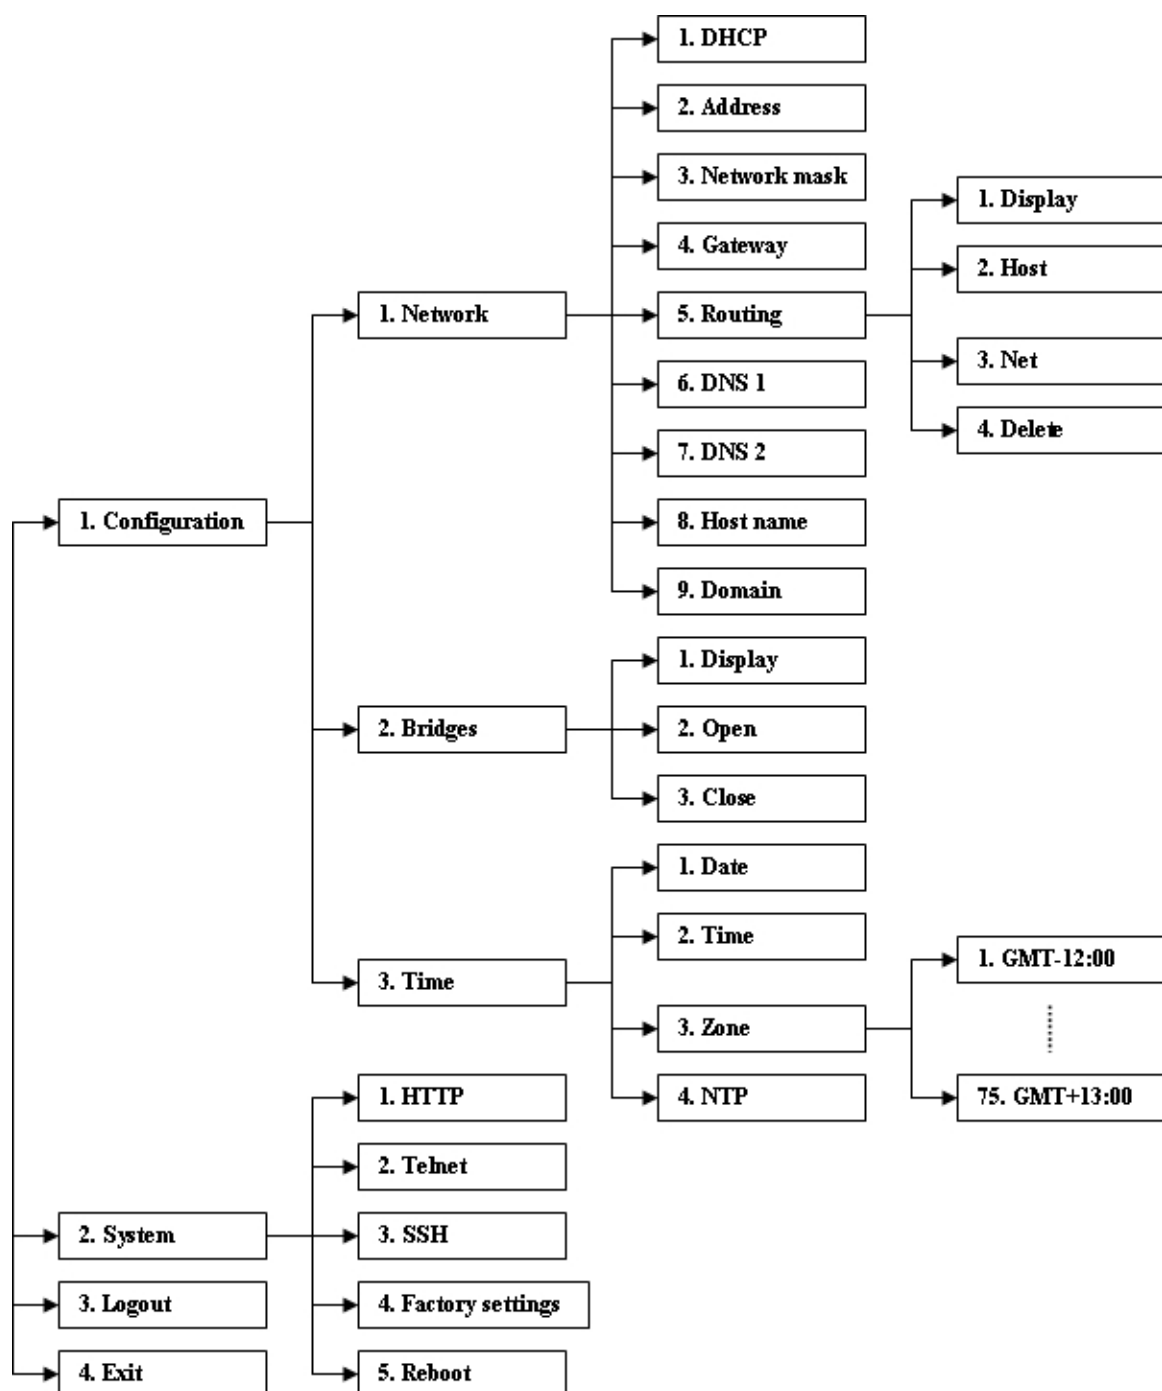 1. DHCP
2. Address
3. Network mask
1. Display
4. Gateway
2. Host
1. Network
5. Routing
3. Net
6. DNS 1
4. Delete
7. DNS 2
1. Configuration
8. Host name
9. Domain
1. Display
2. Bridges
2. Open
3. Close
1. Date
2. Time
1. GMT-12:00
3. Time
3. Zone
1. HTTP
4. NTP
75. GMT+13:00
2. Telnet
2. System
3. SSH
3. Logout
4. Factory settings
4. Exit
5. Reboot